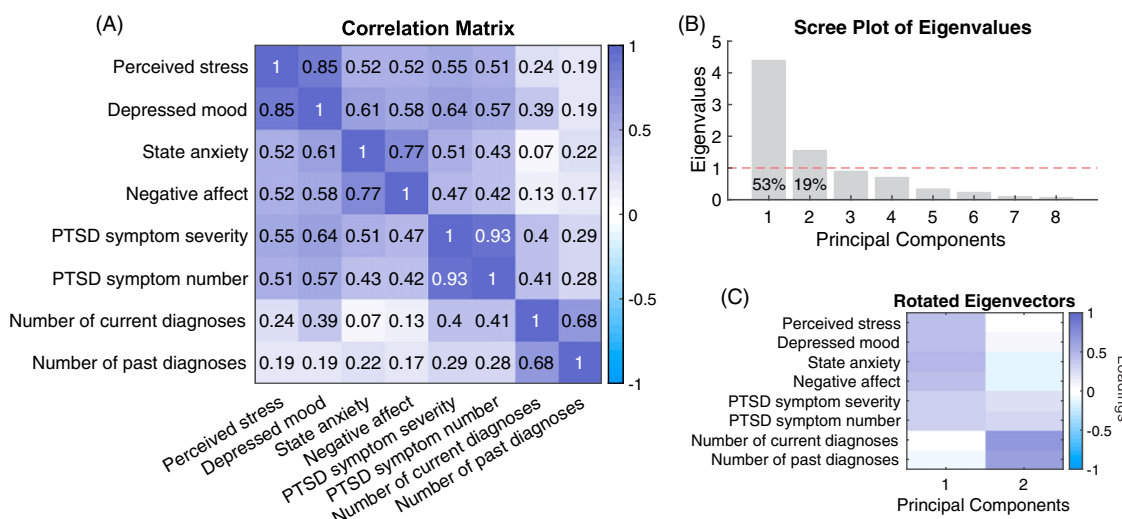 (A)
Correlation Matrix
Perceived stress 1 0.85 0.52 0.52 0.55 0.51 0.24 0.19
Depressed mood 0.85 1 0.61 0.58 0.64 0.57 0.39 0.19
State anxiety 0.52 0.61 1 0.77 0.51 0.43 0.07 0.22
Negative affect 0.52 0.58 0.77 1 0.47 0.42 0.13 0.17
PTSD symptom severity 0.55 0.64 0.51 0.47 1 0.93 0.4 0.29
PTSD symptom number 0.51 0.57 0.43 0.42 0.93 1 0.41 0.28
Number of current diagnoses 0.24 0.39 0.07 0.13 0.4 0.41 1 0.68
Number of past diagnoses 0.19 0.19 0.22 0.17 0.29 0.28 0.68 1
Perceived stress
Depressed mood
State anxiety
Negative affect
PTSD symptom severity
PTSD symptom number
Number of current diagnoses
Number of past diagnoses
1
0.5
0
-0.5
-1
(B)
Scree Plot of Eigenvalues
Eigenvalues
5
4
3
2
1
0
53% 19%
1 2 3 4 5 6 7 8
Principal Components
(C)
Rotated Eigenvectors
Perceived stress
Depressed mood
State anxiety
Negative affect
PTSD symptom severity
PTSD symptom number
Number of current diagnoses
Number of past diagnoses
1 2
Principal Components
1
0.5
0
-0.5
-1